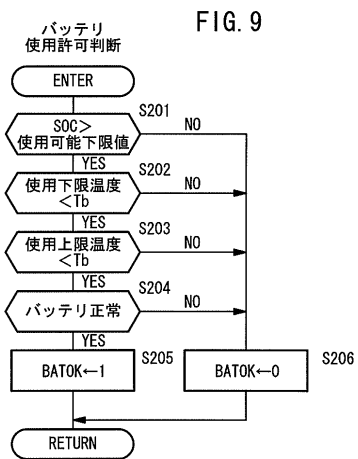 FIG. 9
バッテリ
使用許可判断
ENTER
S201
SOC>
使用可能下限値
NO
YES
S202
使用下限温度
<Tb
NO
YES
S203
使用上限温度
<Tb
NO
YES
S204
バッテリ正常
NO
YES
S205
BATOK←1
S206
BATOK←0
RETURN